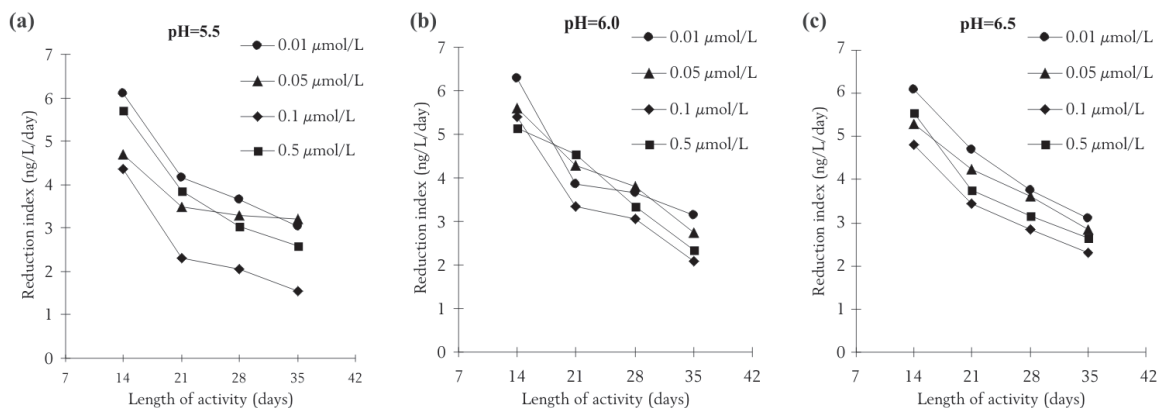 (a)
pH=5.5
0.01 μmol/L
0.05 μmol/L
0.1 μmol/L
0.5 μmol/L
Reduction index (ng/L/day)
7
6
5
4
3
2
1
0
7 14 21 28 35 42
Length of activity (days)
(b)
pH=6.0
0.01 μmol/L
0.05 μmol/L
0.1 μmol/L
0.5 μmol/L
Reduction index (ng/L/day)
7
6
5
4
3
2
1
0
7 14 21 28 35 42
Length of activity (days)
(c)
pH=6.5
0.01 μmol/L
0.05 μmol/L
0.1 μmol/L
0.5 μmol/L
Reduction index (ng/L/day)
7
6
5
4
3
2
1
0
7 14 21 28 35 42
Length of activity (days)